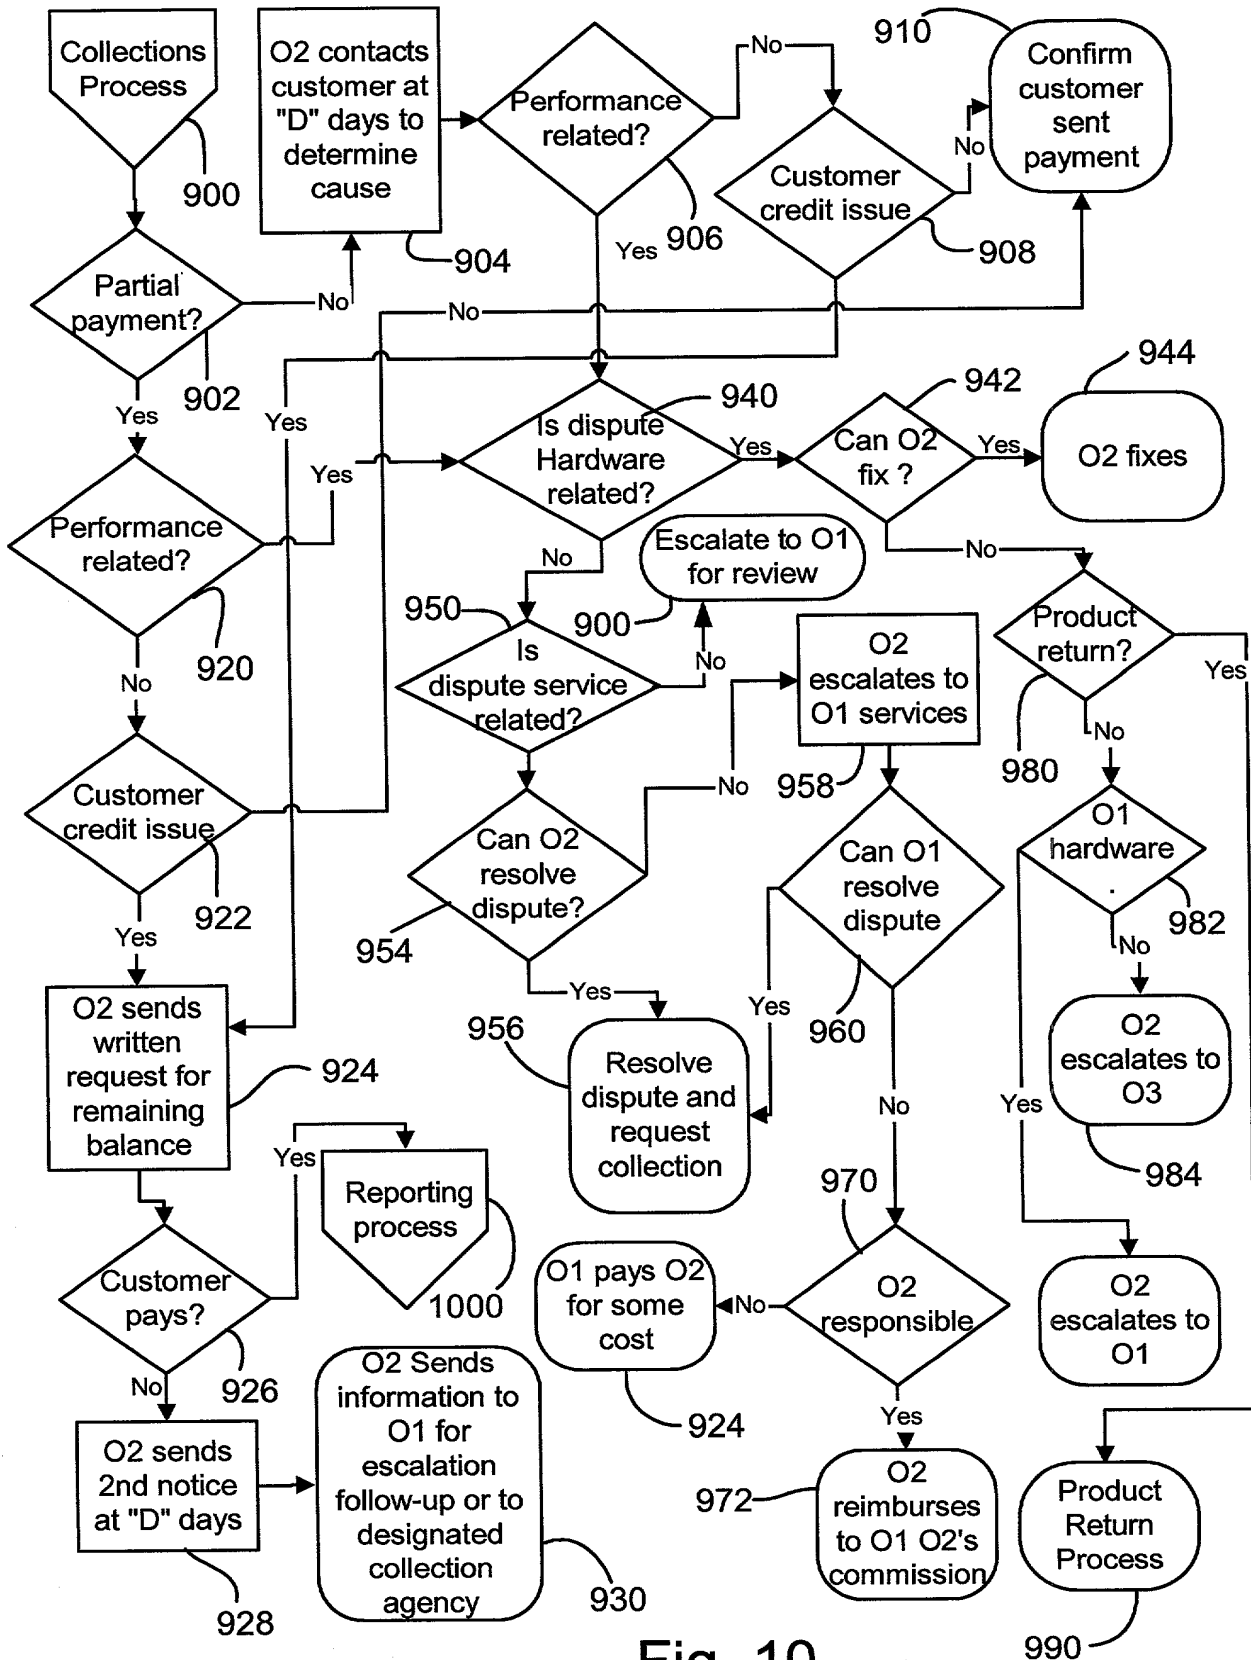 Collections
Process
900
O2 contacts
customer at
"D" days to
determine
cause
904
Performance
related?
906
No
Yes
Customer
credit issue
908
No
910
Confirm
customer
sent
payment
Partial
payment?
902
No
Yes
No
Yes
Performance
related?
920
Yes
No
Is dispute
Hardware
related?
940
Yes
No
Can O2
fix ?
942
Yes
No
944
O2 fixes
Escalate to O1
for review
900
950
Is
dispute service
related?
No
O2
escalates to
O1 services
958
Product
return?
980
Yes
No
Customer
credit issue
922
Yes
Can O2
resolve
dispute?
954
No
Yes
Can O1
resolve
dispute
960
Yes
No
O1
hardware
.
982
No
Yes
O2
escalates to
O3
984
O2 sends
written
request for
remaining
balance
924
956
Resolve
dispute and
request
collection
Yes
Reporting
process
1000
Customer
pays?
926
No
O1 pays O2
for some
cost
924
No
970
O2
responsible
Yes
O2
escalates to
O1
O2 sends
2nd notice
at "D" days
928
O2 Sends
information to
O1 for
escalation
follow-up or to
designated
collection
agency
930
972
O2
reimburses
to O1 O2's
commission
Product
Return
Process
990
Fig. 10